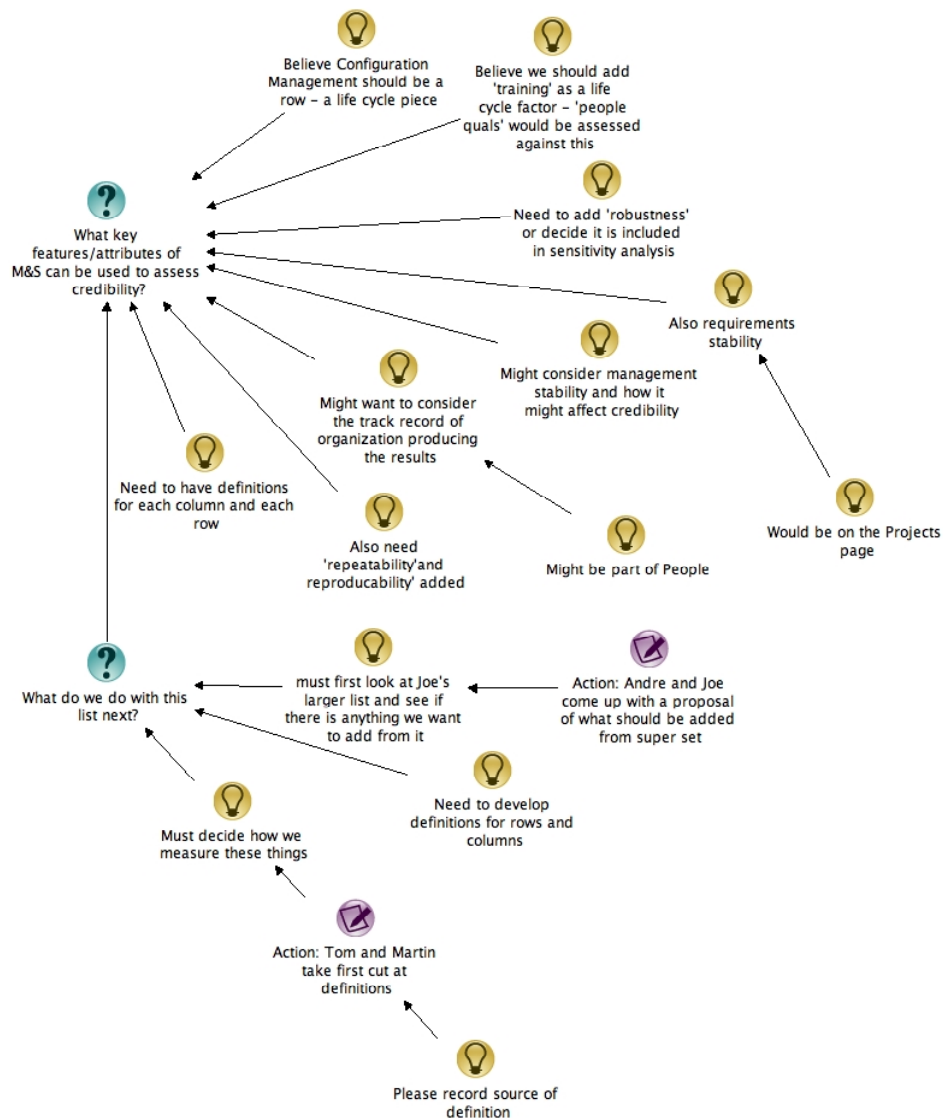 Believe Configuration
Management should be a
row – a life cycle piece
Believe we should add
'training' as a life
cycle factor – 'people
quals' would be assessed
against this
?
What key
features/attributes of
M&S can be used to assess
credibility?
Need to add 'robustness'
or decide it is included
in sensitivity analysis
Also requirements
stability
Might consider management
stability and how it
might affect credibility
Might want to consider
the track record of
organization producing
the results
Need to have definitions
for each column and each
row
Also need
'repeatability'and
reproducability' added
Might be part of People
Would be on the Projects
page
?
What do we do with this
list next?
must first look at Joe's
larger list and see if
there is anything we want
to add from it
Action: Andre and Joe
come up with a proposal
of what should be added
from super set
Need to develop
definitions for rows and
columns
Must decide how we
measure these things
Action: Tom and Martin
take first cut at
definitions
Please record source of
definition